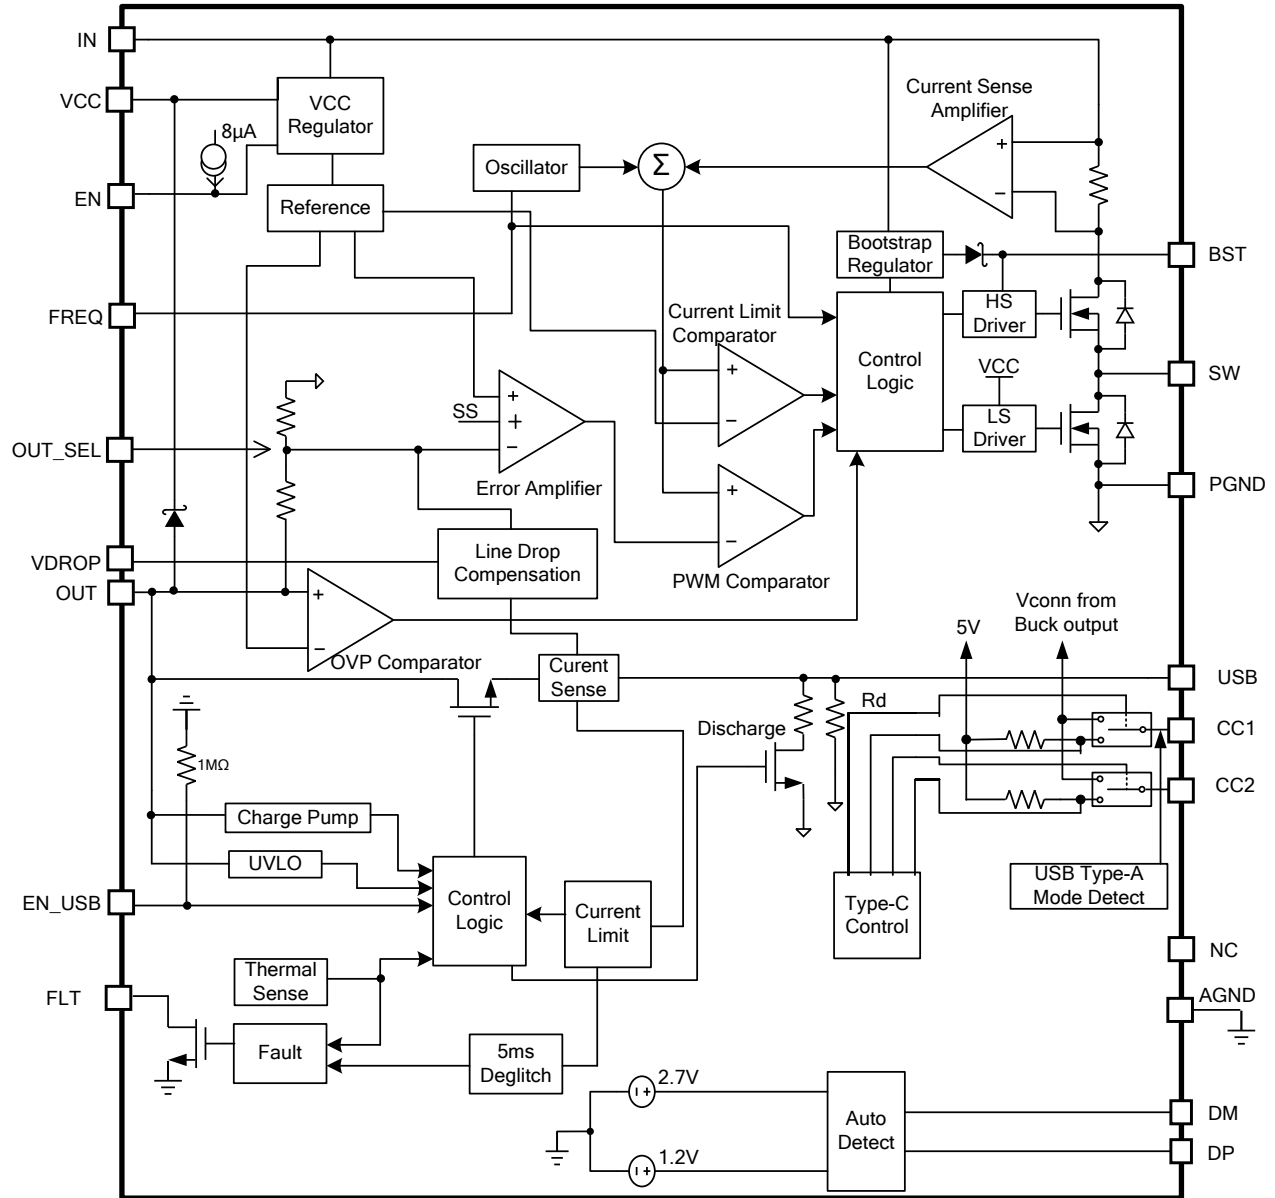 IN
VCC
EN
FREQ
OUT_SEL
VDROP
OUT
EN_USB
FLT
VCC
Regulator
8µA
Reference
Oscillator
Σ
Current Sense
Amplifier
+
−
Bootstrap
Regulator
BST
HS
Driver
Current Limit
Comparator
+
−
Control
Logic
VCC
LS
Driver
SW
PGND
SS
+
+
−
Error Amplifier
+
−
PWM Comparator
Line Drop
Compensation
+
−
OVP Comparator
Curent
Sense
Vconn from
Buck output
5V
USB
Rd
Discharge
CC1
CC2
1MΩ
Charge Pump
UVLO
Control
Logic
Current
Limit
Type-C
Control
USB Type-A
Mode Detect
NC
AGND
Thermal
Sense
Fault
5ms
Deglitch
2.7V
1.2V
Auto
Detect
DM
DP